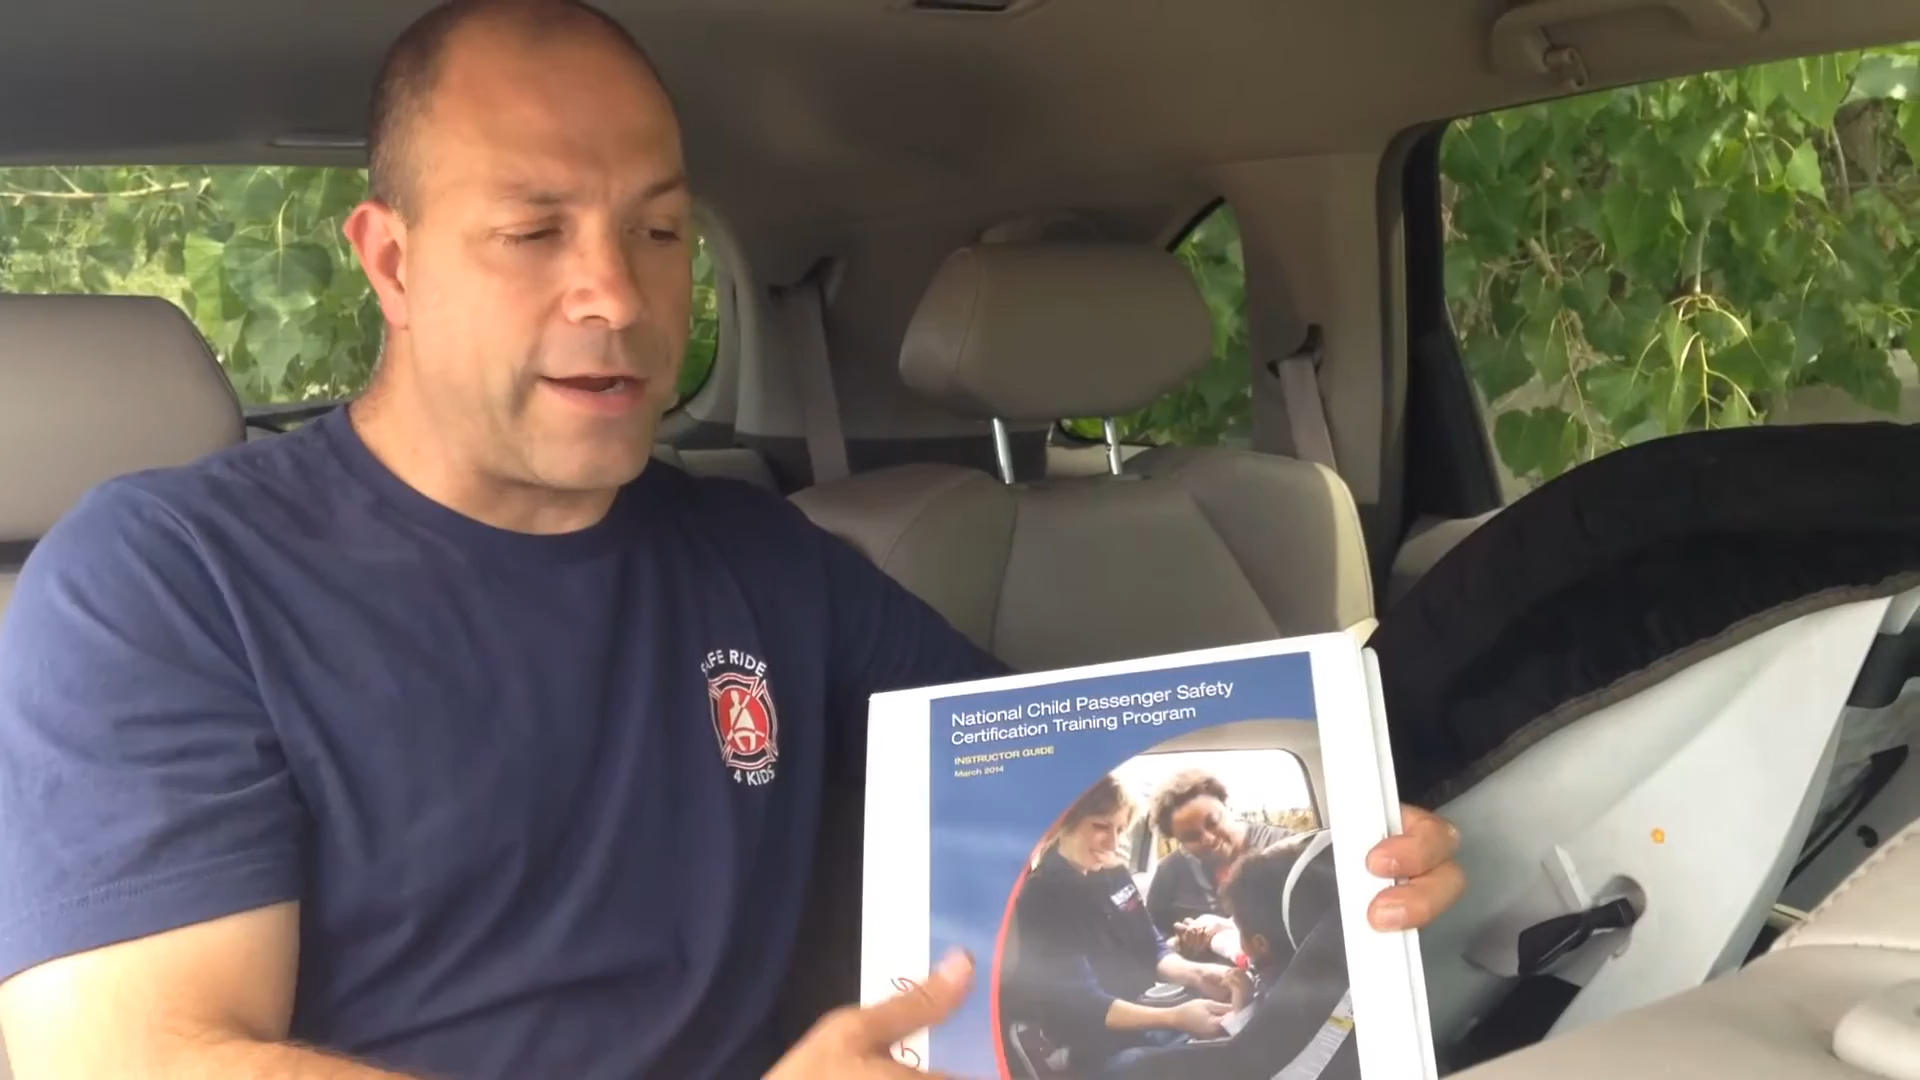 SAFE RIDE
4 KIDS
National Child Passenger Safety
Certification Training Program
INSTRUCTOR GUIDE
March 2014